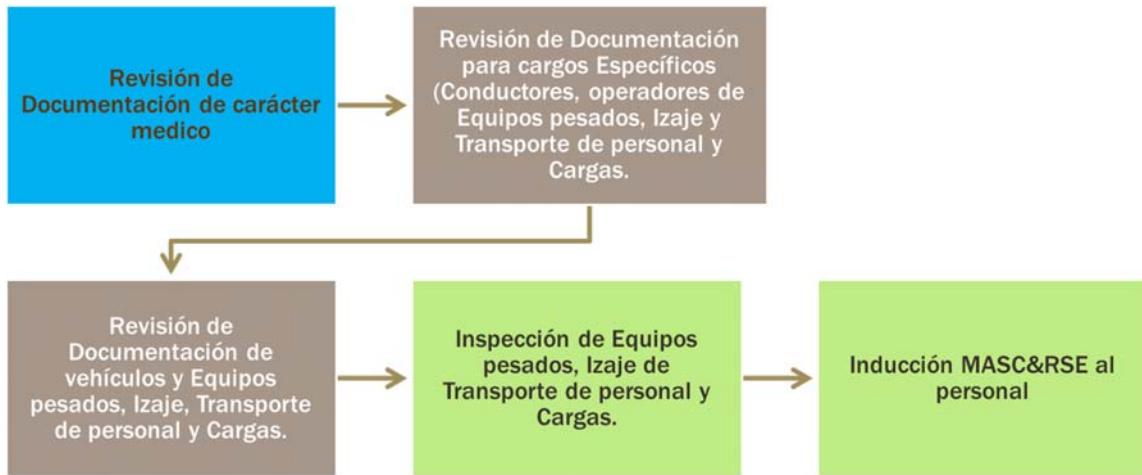 Revisión de
Documentación de carácter
medico
Revisión de Documentación
para cargos Específicos
(Conductores, operadores de
Equipos pesados, Izaje y
Transporte de personal y
Cargas.
Revisión de
Documentación de
vehículos y Equipos
pesados, Izaje, Transporte
de personal y Cargas.
Inspección de Equipos
pesados, Izaje de
Transporte de personal y
Cargas.
Inducción MASC&RSE al
personal